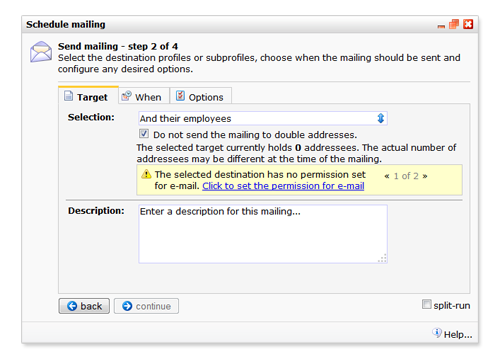 Schedule mailing
Send mailing - step 2 of 4
Select the destination profiles or subprofiles, choose when the mailing should be sent and
configure any desired options.
Target When Options
Selection: And their employees
Do not send the mailing to double addresses.
The selected target currently holds 0 addressees. The actual number of
addressees may be different at the time of the mailing.
The selected destination has no permission set « 1 of 2 »
for e-mail. Click to set the permission for e-mail
Description: Enter a description for this mailing...
back continue split-run
Help...